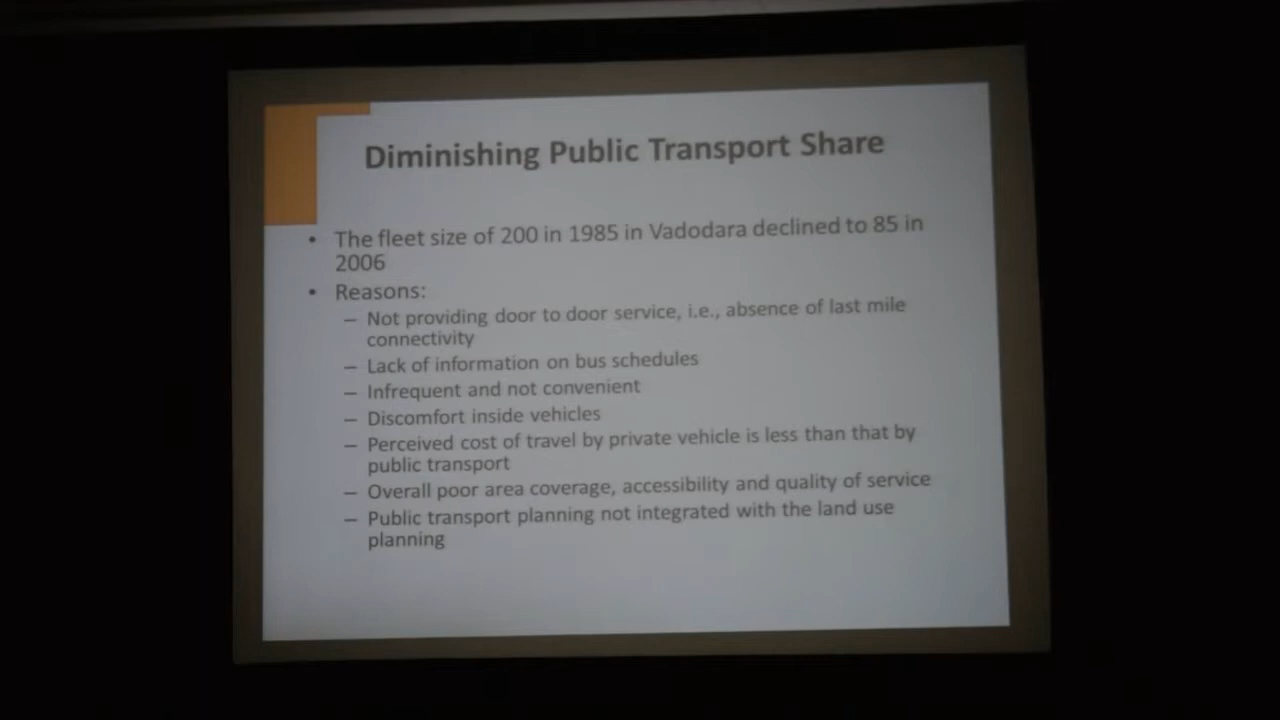 Diminishing Public Transport Share
• The fleet size of 200 in 1985 in Vadodara declined to 85 in
2006
• Reasons:
– Not providing door to door service, i.e., absence of last mile
connectivity
– Lack of information on bus schedules
– Infrequent and not convenient
– Discomfort inside vehicles
– Perceived cost of travel by private vehicle is less than that by
public transport
– Overall poor area coverage, accessibility and quality of service
– Public transport planning not integrated with the land use
planning